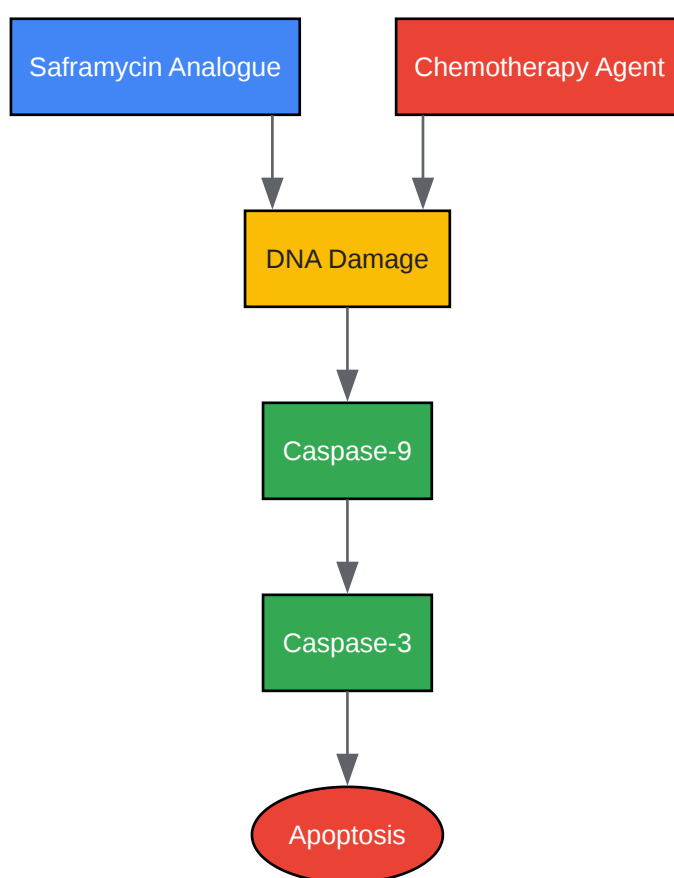 Saframycin Analogue
Chemotherapy Agent
DNA Damage
Caspase-9
Caspase-3
Apoptosis